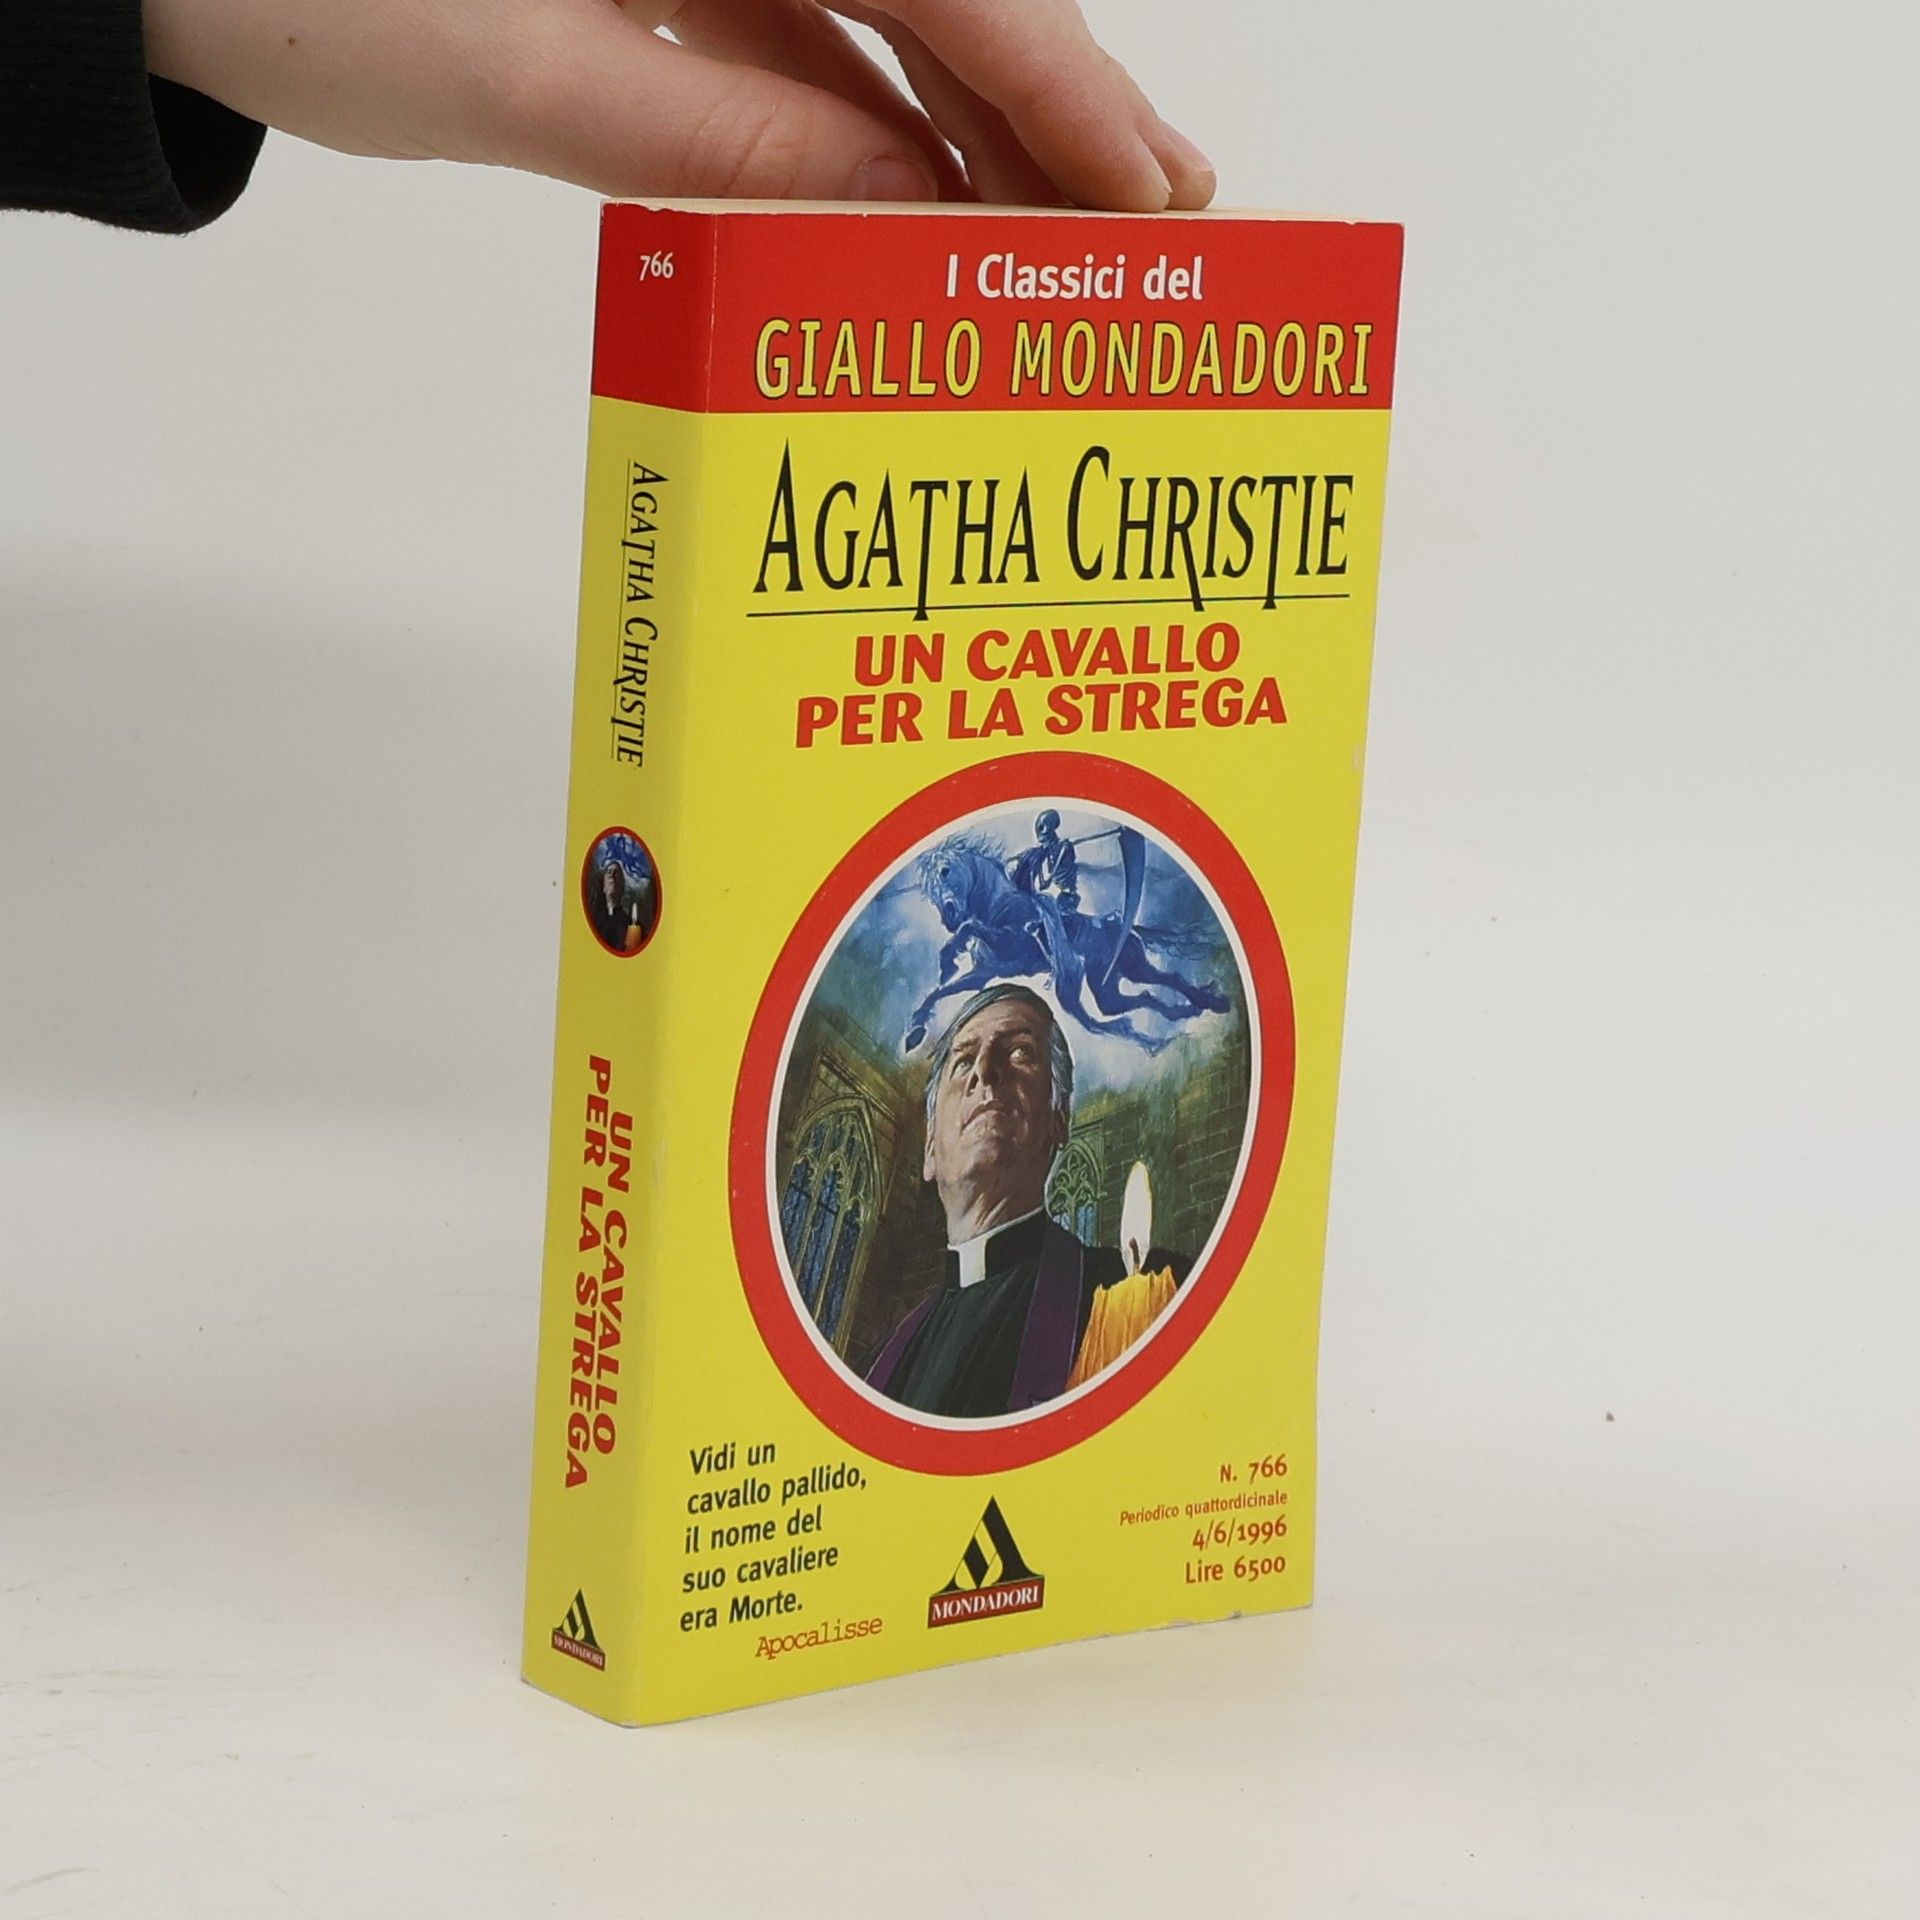 766
AGATHA CHRISTIE
UN CAVALLO
PER LA STREGA
MONDADORI
I Classici del
GIALLO MONDADORI
AGATHA CHRISTIE
UN CAVALLO
PER LA STREGA
Vidi un
cavallo pallido,
il nome del
suo cavaliere
era Morte.
Apocalisse
MONDADORI
N. 766
Periodico quattordicinale
4/6/1996
Lire 6500